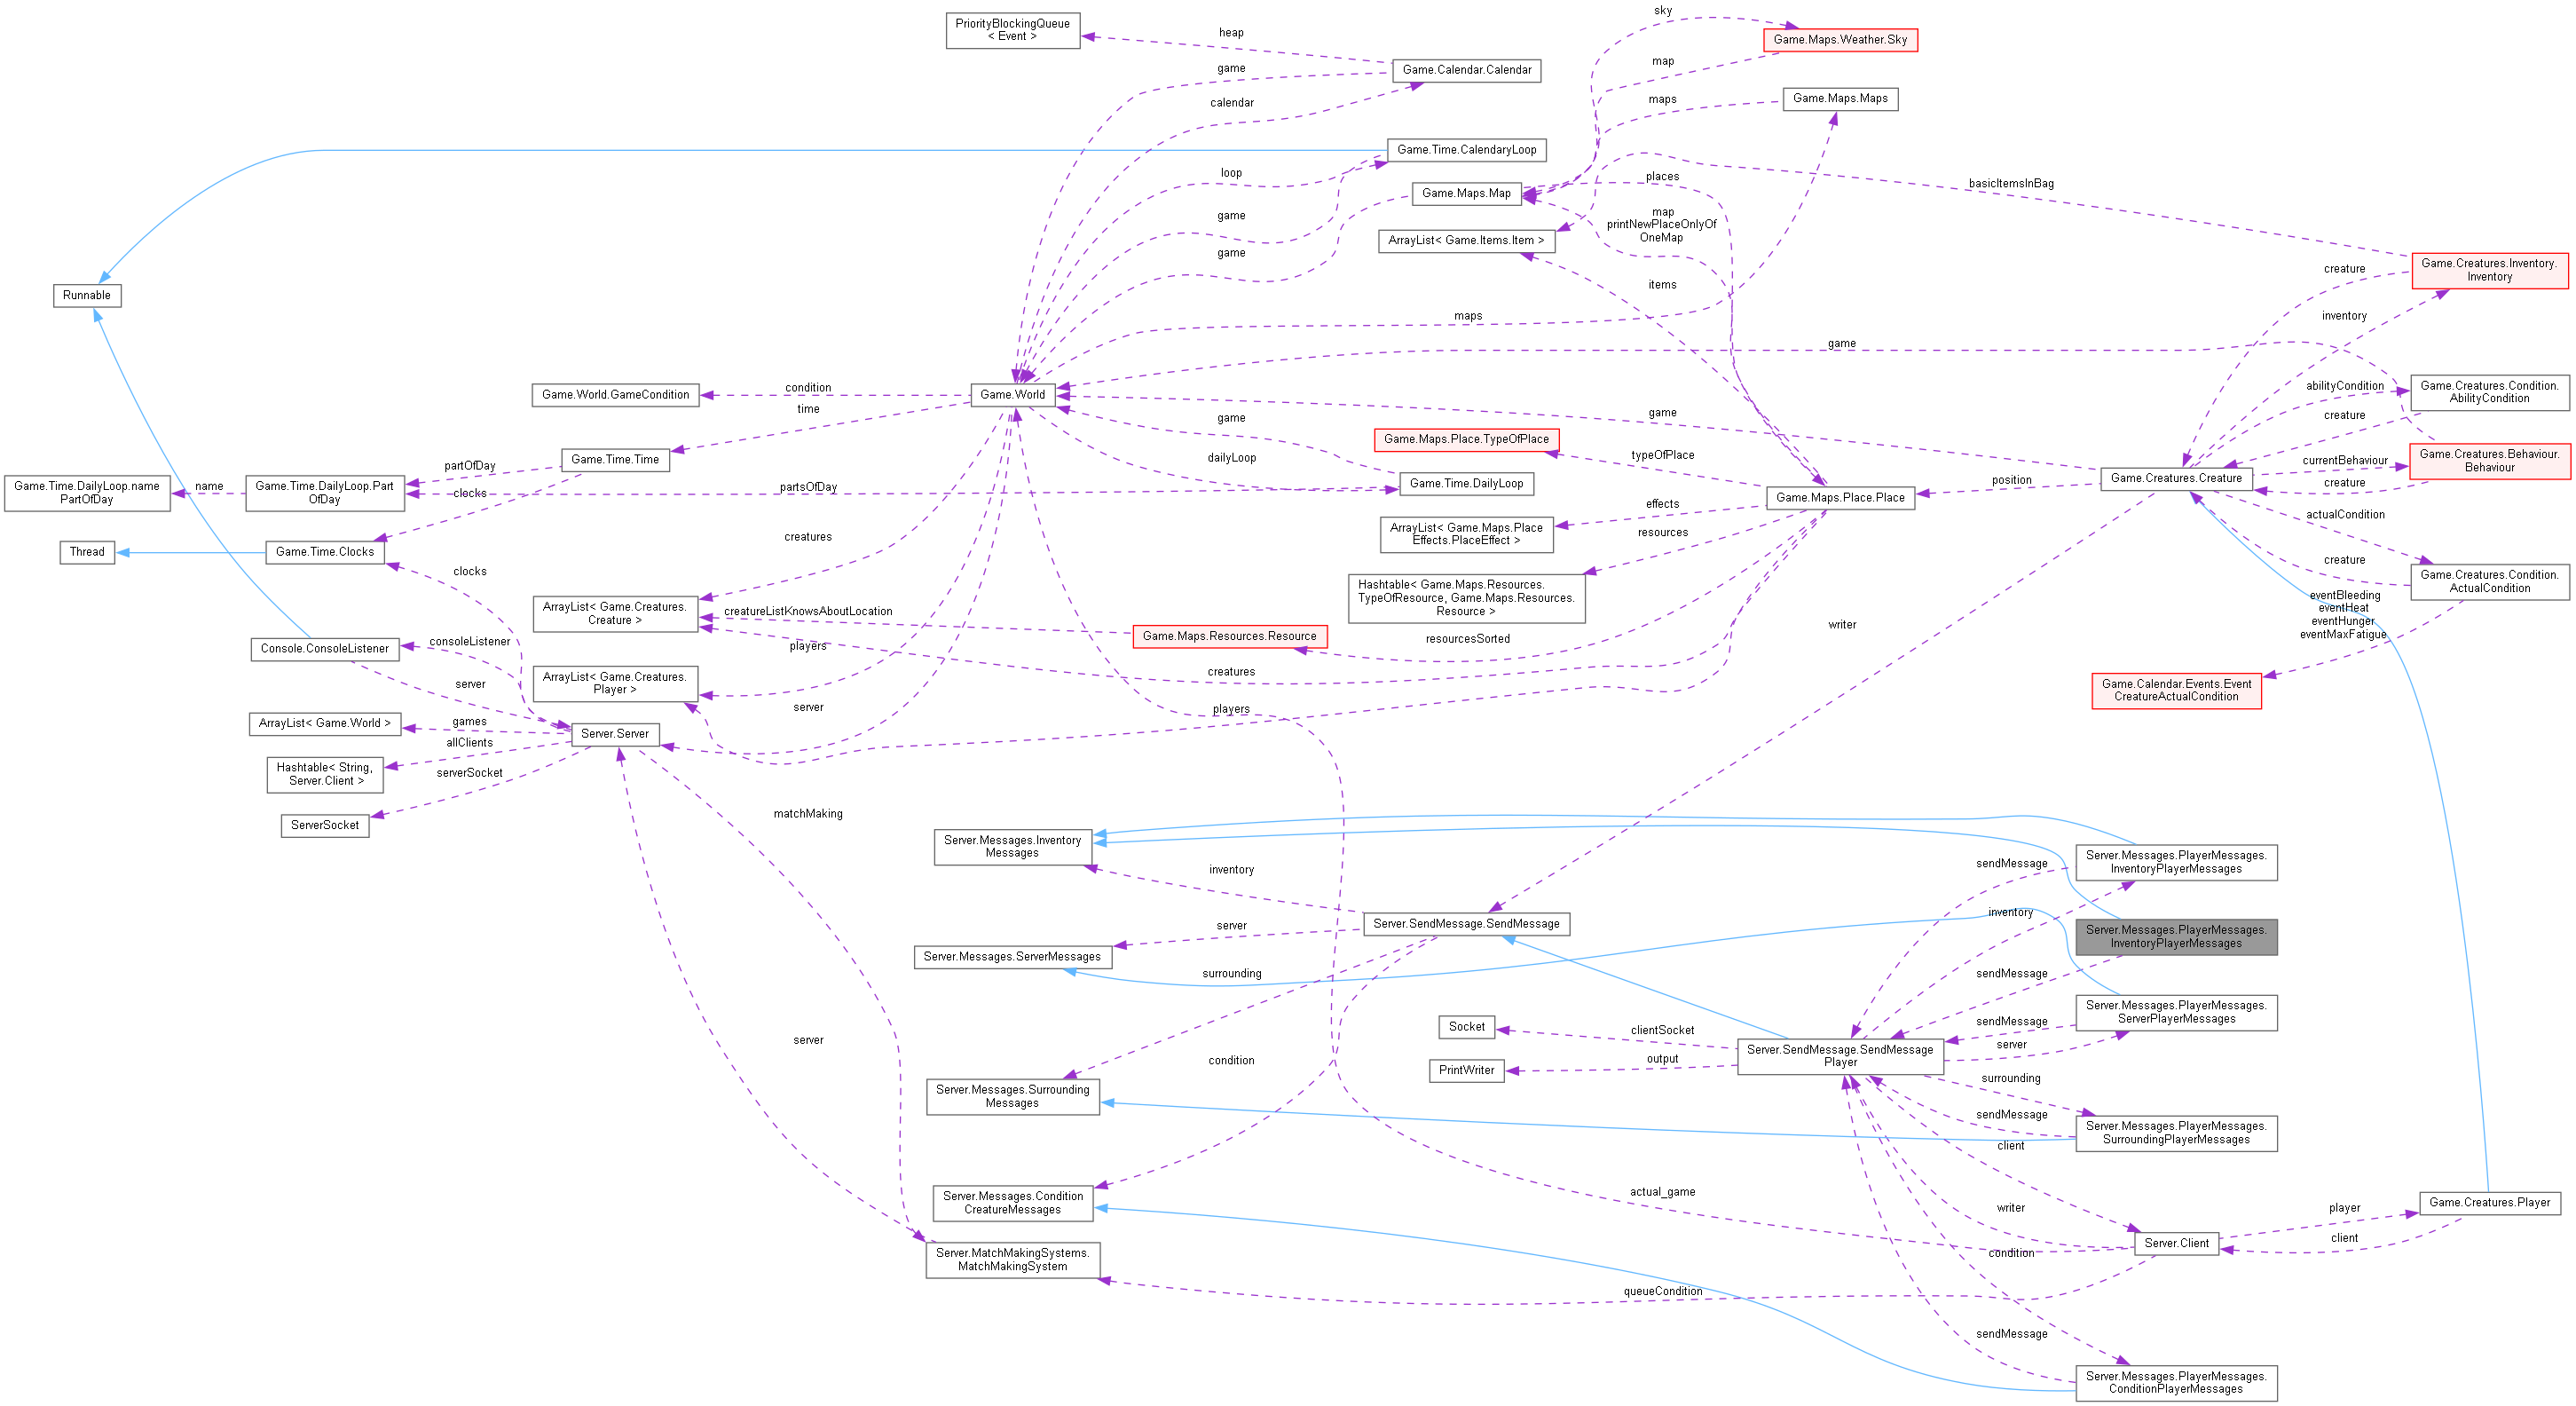 sky
PriorityBlockingQueue
< Event >
heap
Game.Maps.Weather.Sky
game
map
Game.Calendar.Calendar
calendar
maps
Game.Maps.Maps
Game.Time.CalendaryLoop
loop
places
basicItemsInBag
Game.Maps.Map
game
map
printNewPlaceOnlyOf
OneMap
ArrayList< Game.Items.Item >
game
Game.Creatures.Inventory.
Inventory
creature
items
Runnable
maps
inventory
game
Game.World.GameCondition
condition
Game.World
abilityCondition
Game.Creatures.Condition.
AbilityCondition
time
game
game
creature
Game.Maps.Place.TypeOfPlace
typeOfPlace
dailyLoop
Game.Time.Time
partOfDay
Game.Creatures.Behaviour.
Behaviour
currentBehaviour
creature
Game.Creatures.Creature
position
Game.Time.DailyLoop.name
PartOfDay
name
Game.Time.DailyLoop.Part
OfDay
clocks
partsOfDay
Game.Time.DailyLoop
Game.Maps.Place.Place
effects
ArrayList< Game.Maps.Place
Effects.PlaceEffect >
resources
actualCondition
Thread
Game.Time.Clocks
creatures
clocks
Hashtable< Game.Maps.Resources.
TypeOfResource, Game.Maps.Resources.
Resource >
creature
Game.Creatures.Condition.
ActualCondition
eventBleeding
eventHeat
eventHunger
eventMaxFatigue
ArrayList< Game.Creatures.
Creature >
creatureListKnowsAboutLocation
Game.Maps.Resources.Resource
resourcesSorted
writer
consoleListener
Console.ConsoleListener
players
creatures
ArrayList< Game.Creatures.
Player >
server
Game.Calendar.Events.Event
CreatureActualCondition
server
players
ArrayList< Game.World >
games
Server.Server
allClients
Hashtable< String,
Server.Client >
serverSocket
ServerSocket
matchMaking
Server.Messages.Inventory
Messages
inventory
sendMessage
Server.Messages.PlayerMessages.
InventoryPlayerMessages
inventory
Server.SendMessage.SendMessage
server
Server.Messages.PlayerMessages.
InventoryPlayerMessages
Server.Messages.ServerMessages
surrounding
sendMessage
Server.Messages.PlayerMessages.
ServerPlayerMessages
Socket
clientSocket
sendMessage
server
server
Server.SendMessage.SendMessage
Player
condition
output
PrintWriter
surrounding
Server.Messages.Surrounding
Messages
sendMessage
Server.Messages.PlayerMessages.
SurroundingPlayerMessages
client
Server.Messages.Condition
CreatureMessages
actual_game
writer
player
Game.Creatures.Player
client
Server.Client
condition
Server.MatchMakingSystems.
MatchMakingSystem
queueCondition
sendMessage
Server.Messages.PlayerMessages.
ConditionPlayerMessages